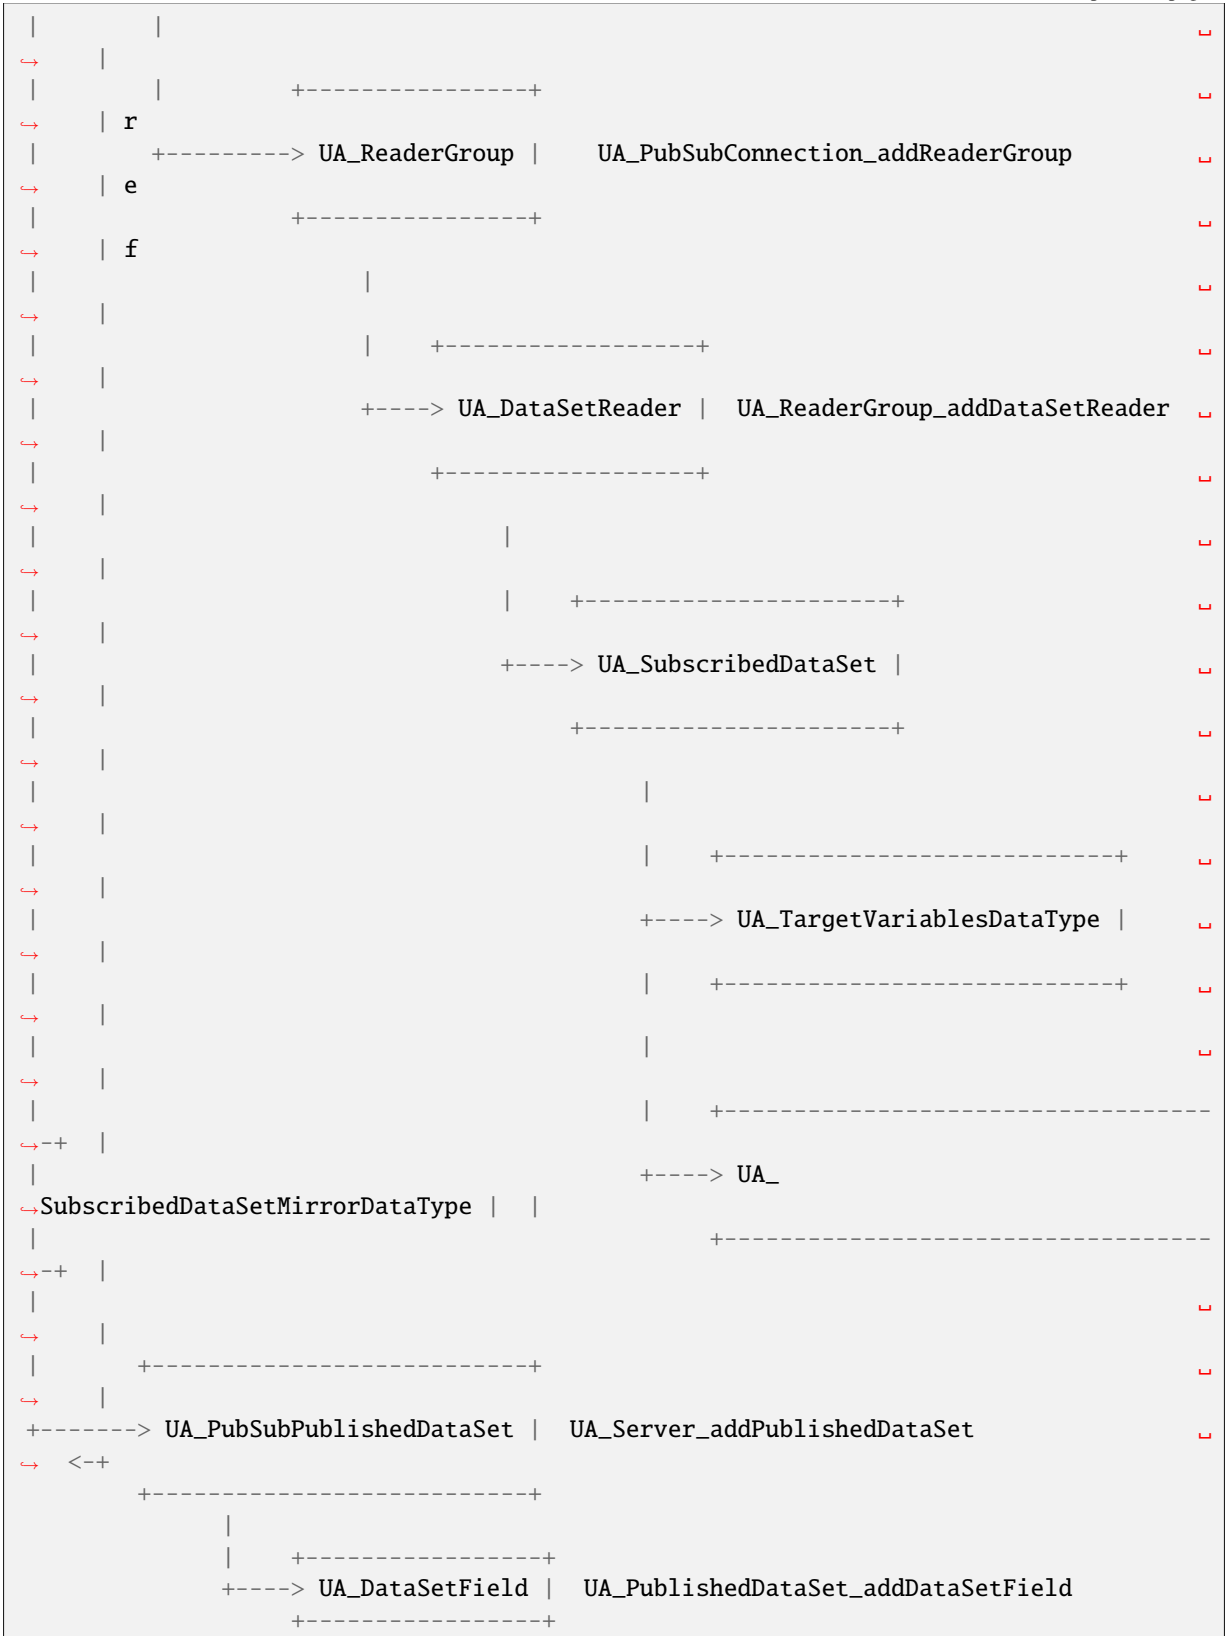 |        |                                                                           ␣
↪    |
|        |         +----------------+                                                ␣
↪    | r
|        +---------> UA_ReaderGroup |    UA_PubSubConnection_addReaderGroup         ␣
↪    | e
|                  +----------------+                                                ␣
↪    | f
|                       |                                                            ␣
↪    |
|                       |    +------------------+                                    ␣
↪    |
|                       +----> UA_DataSetReader |  UA_ReaderGroup_addDataSetReader  ␣
↪    |
|                            +------------------+                                    ␣
↪    |
|                                 |                                                  ␣
↪    |
|                                 |    +----------------------+                      ␣
↪    |
|                                 +----> UA_SubscribedDataSet |                      ␣
↪    |
|                                      +----------------------+                      ␣
↪    |
|                                           |                                        ␣
↪    |
|                                           |    +----------------------------+      ␣
↪    |
|                                           +----> UA_TargetVariablesDataType |      ␣
↪    |
|                                           |    +----------------------------+      ␣
↪    |
|                                           |                                        ␣
↪    |
|                                           |    +-----------------------------------
↪-+  |
|                                           +----> UA_
↪SubscribedDataSetMirrorDataType |  |
|                                                +-----------------------------------
↪-+  |
|                                                                                    ␣
↪    |
|       +----------------------------+                                               ␣
↪    |
+-------> UA_PubSubPublishedDataSet |  UA_Server_addPublishedDataSet                ␣
↪  <-+
        +----------------------------+
              |
              |    +-----------------+
              +----> UA_DataSetField |  UA_PublishedDataSet_addDataSetField
                   +-----------------+